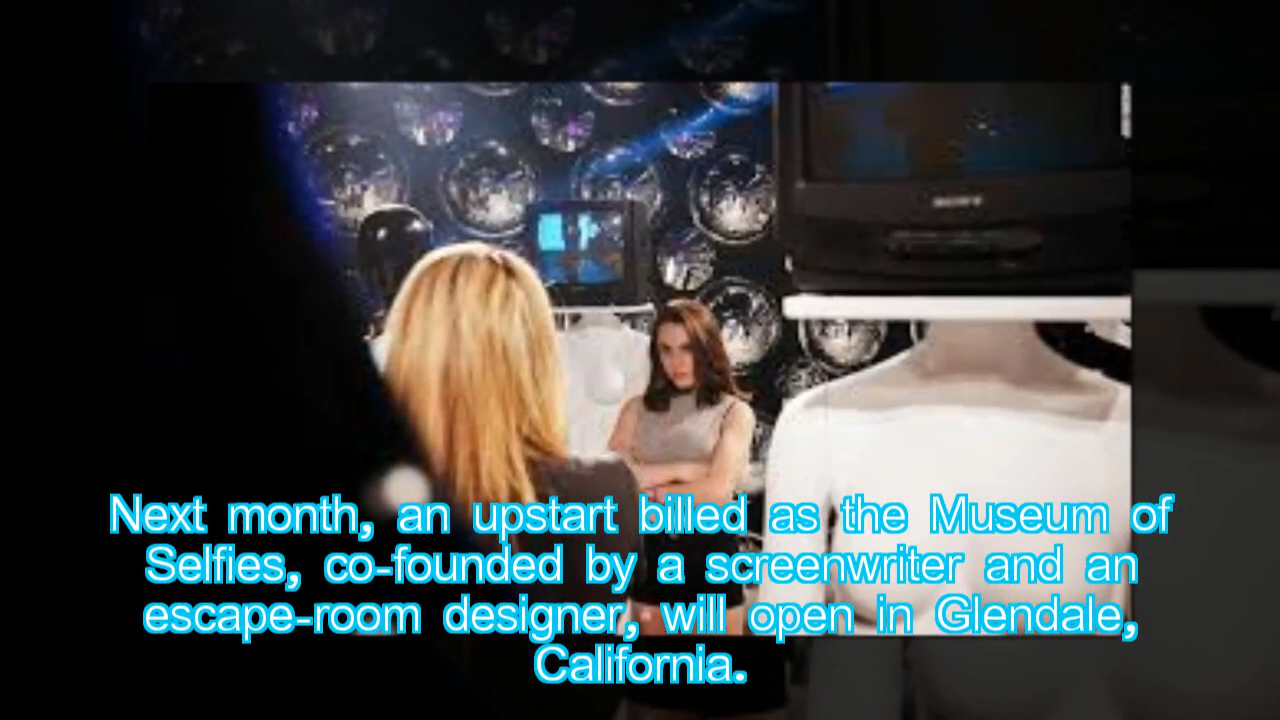 SONY
Next month, an upstart billed as the Museum of
Selfies, co-founded by a screenwriter and an
escape-room designer, will open in Glendale,
California.